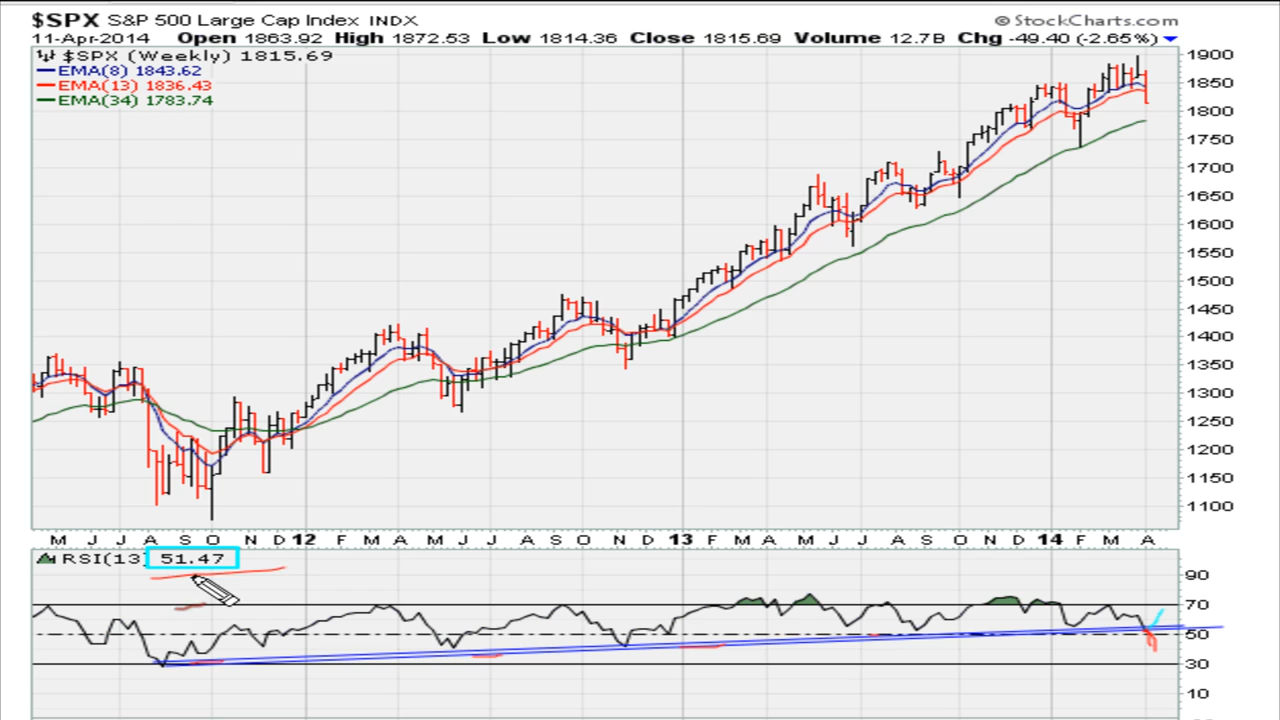 $SPX S&P 500 Large Cap Index INDX © StockCharts.com
11-Apr-2014 Open 1863.92 High 1872.53 Low 1814.36 Close 1815.69 Volume 12.7B Chg -49.40 (-2.65%)
$SPX (Weekly) 1815.69
EMA(8) 1843.62
EMA(13) 1836.43
EMA(34) 1783.74
1900
1850
1800
1750
1700
1650
1600
1550
1500
1450
1400
1350
1300
1250
1200
1150
1100
M J J A S O N D 12 F M A M J J A S O N D 13 F M A M J J A S O N D 14 F M A
RSI(13) 51.47
90
70
50
30
10